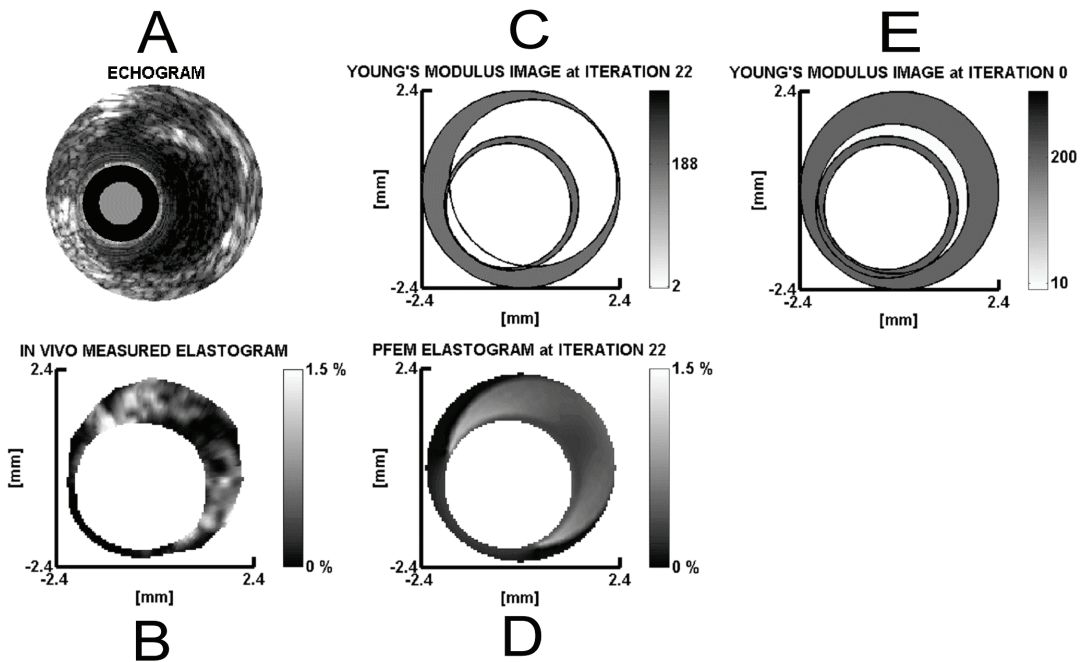 A
C
E
ECHOGRAM
YOUNG'S MODULUS IMAGE at ITERATION 22
YOUNG'S MODULUS IMAGE at ITERATION 0
2.4
[mm]
-2.4
-2.4
2.4
[mm]
188
2
2.4
[mm]
-2.4
-2.4
2.4
[mm]
200
10
IN VIVO MEASURED ELASTOGRAM
PFEM ELASTOGRAM at ITERATION 22
2.4
[mm]
-2.4
-2.4
2.4
[mm]
1.5 %
0 %
2.4
[mm]
-2.4
-2.4
2.4
[mm]
1.5 %
0 %
B
D